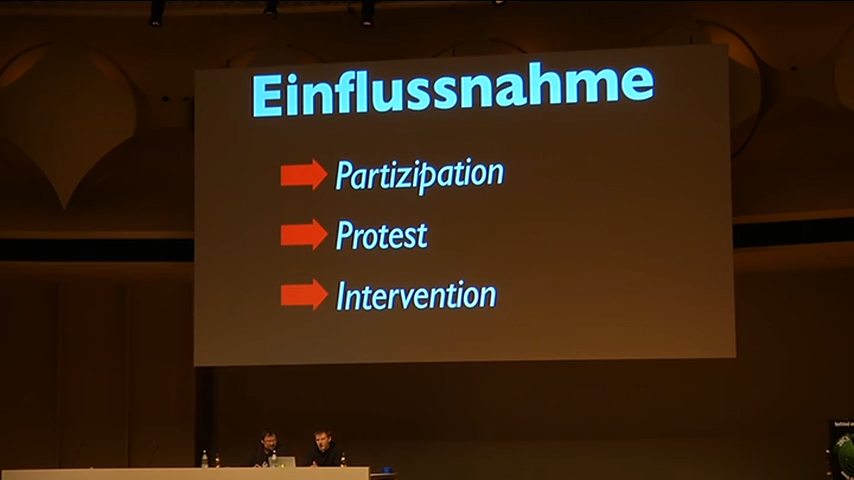 Einflussnahme
Partizipation
Protest
Intervention